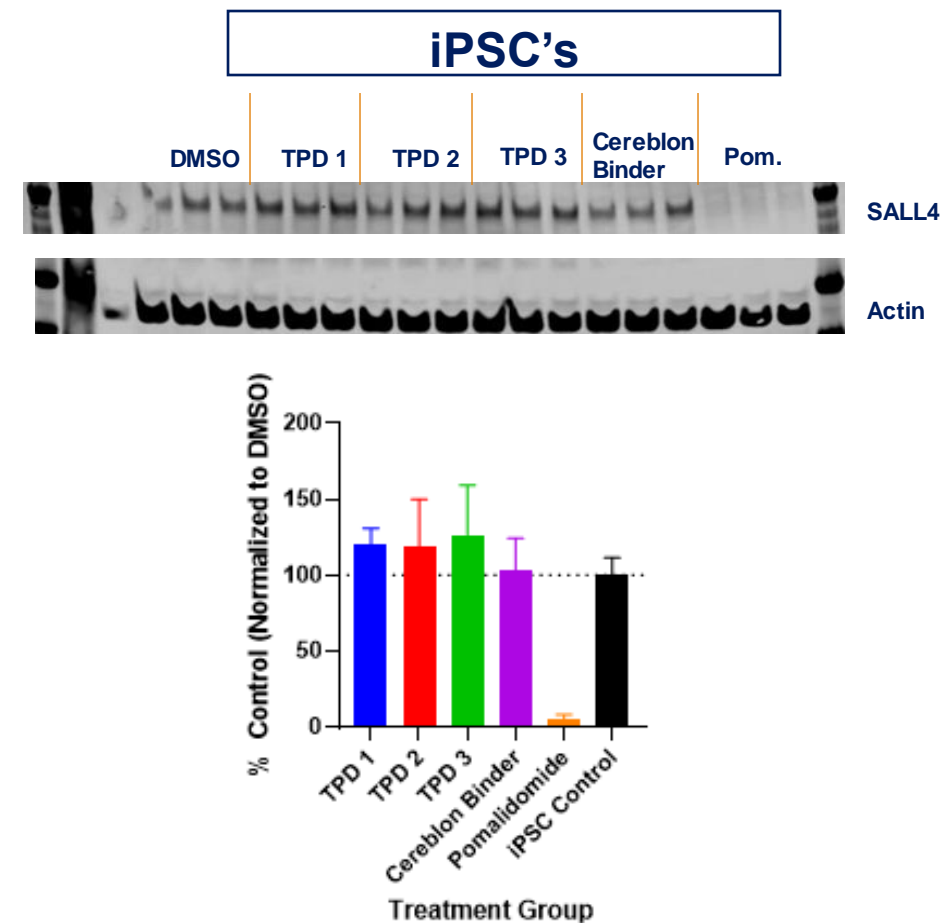 iPSC's
DMSO TPD 1 TPD 2 TPD 3 Cereblon Binder Pom.
SALL4
Actin
% Control (Normalized to DMSO)
200
150
100
50
0
TPD 1
TPD 2
TPD 3
Cereblon Binder
Pomalidomide
iPSC Control
Treatment Group